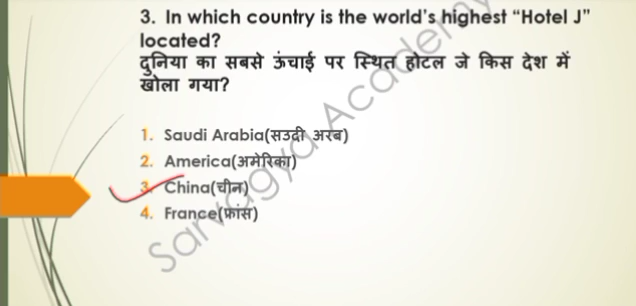 3. In which country is the world's highest “Hotel J”
located?
दुनिया का सबसे ऊंचाई पर स्थित होटल जे किस देश में
खोला गया?
1. Saudi Arabia(सउदी अरब)
2. America(अमेरिका)
3. China(चीन)
4. France(फ्रांस)
Sarvagya Academy